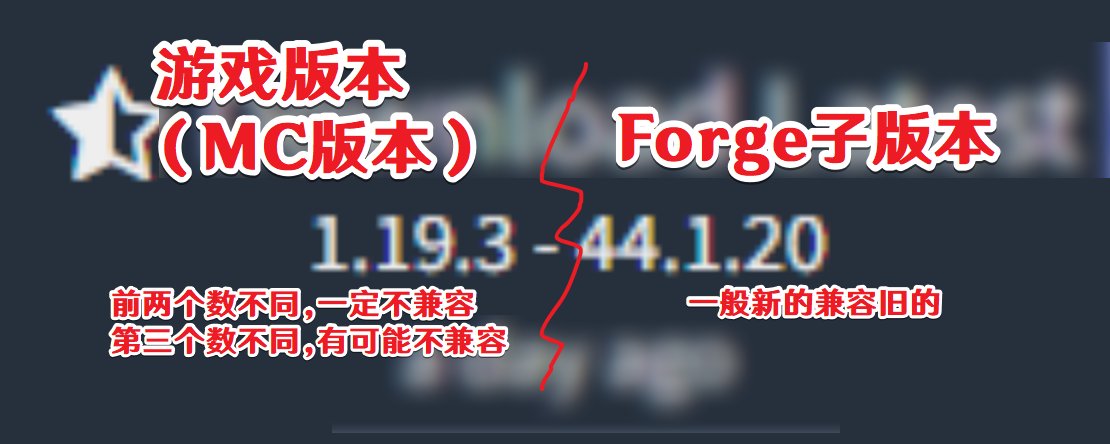 游戏版本
（MC版本）
Forge子版本
1.19.3 - 44.1.20
前两个数不同,一定不兼容
第三个数不同,有可能不兼容
一般新的兼容旧的